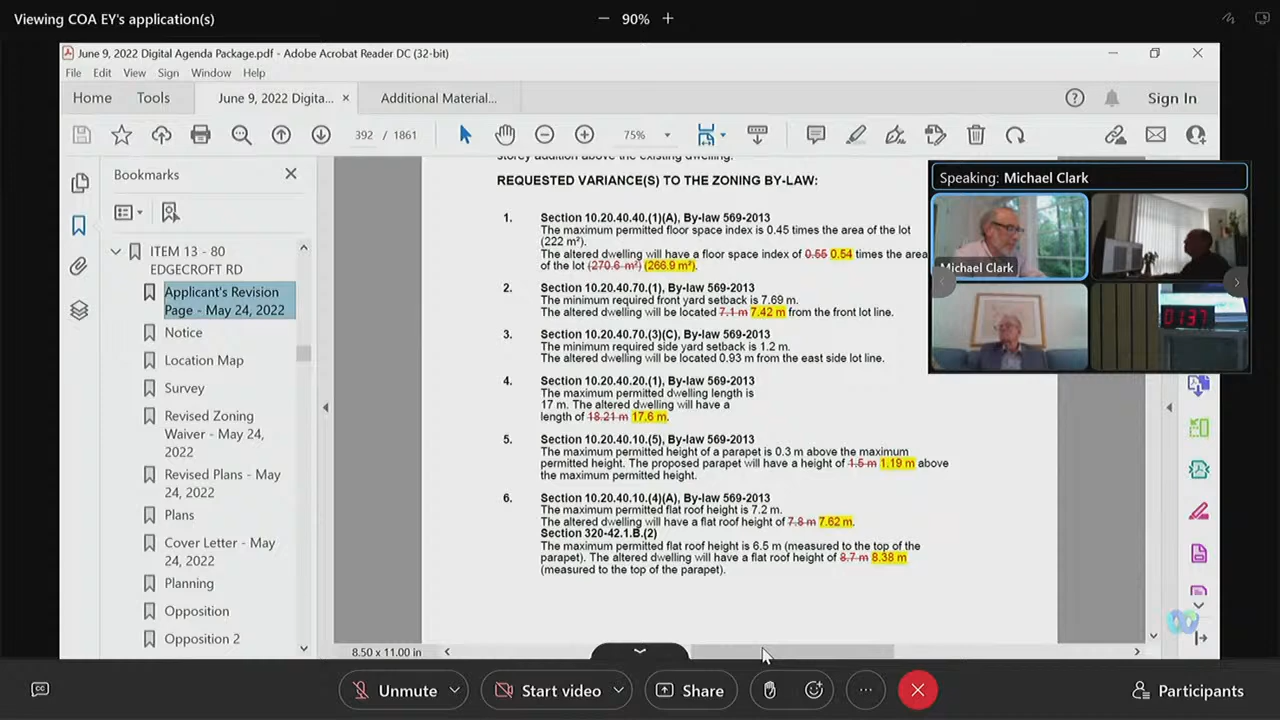 Viewing COA EY's application(s)
90%
June 9, 2022 Digital Agenda Package.pdf - Adobe Acrobat Reader DC (32-bit)
File Edit View Sign Window Help
Home Tools June 9, 2022 Digita... × Additional Material... Sign In
392 / 1861 75%
Bookmarks
ITEM 13 - 80
EDGECROFT RD
Applicant's Revision
Page - May 24, 2022
Notice
Location Map
Survey
Revised Zoning
Waiver - May 24,
2022
Revised Plans - May
24, 2022
Plans
Cover Letter - May
24, 2022
Planning
Opposition
Opposition 2
storey addition above the existing dwelling.
REQUESTED VARIANCE(S) TO THE ZONING BY-LAW:
1. Section 10.20.40.40.(1)(A), By-law 569-2013
The maximum permitted floor space index is 0.45 times the area of the lot
(222 m²).
The altered dwelling will have a floor space index of 0.55 0.54 times the area
of the lot (270.6 m²) (266.9 m²).
2. Section 10.20.40.70.(1), By-law 569-2013
The minimum required front yard setback is 7.69 m.
The altered dwelling will be located 7.1 m 7.42 m from the front lot line.
3. Section 10.20.40.70.(3)(C), By-law 569-2013
The minimum required side yard setback is 1.2 m.
The altered dwelling will be located 0.93 m from the east side lot line.
4. Section 10.20.40.20.(1), By-law 569-2013
The maximum permitted dwelling length is
17 m. The altered dwelling will have a
length of 18.21 m 17.6 m.
5. Section 10.20.40.10.(5), By-law 569-2013
The maximum permitted height of a parapet is 0.3 m above the maximum
permitted height. The proposed parapet will have a height of 1.5 m 1.19 m above
the maximum permitted height.
6. Section 10.20.40.10.(4)(A), By-law 569-2013
The maximum permitted flat roof height is 7.2 m.
The altered dwelling will have a flat roof height of 7.8 m 7.62 m.
Section 320-42.1.B.(2)
The maximum permitted flat roof height is 6.5 m (measured to the top of the
parapet). The altered dwelling will have a flat roof height of 8.7 m 8.38 m
(measured to the top of the parapet).
Speaking: Michael Clark
Michael Clark
0137
8.50 x 11.00 in
Unmute Start video Share Participants